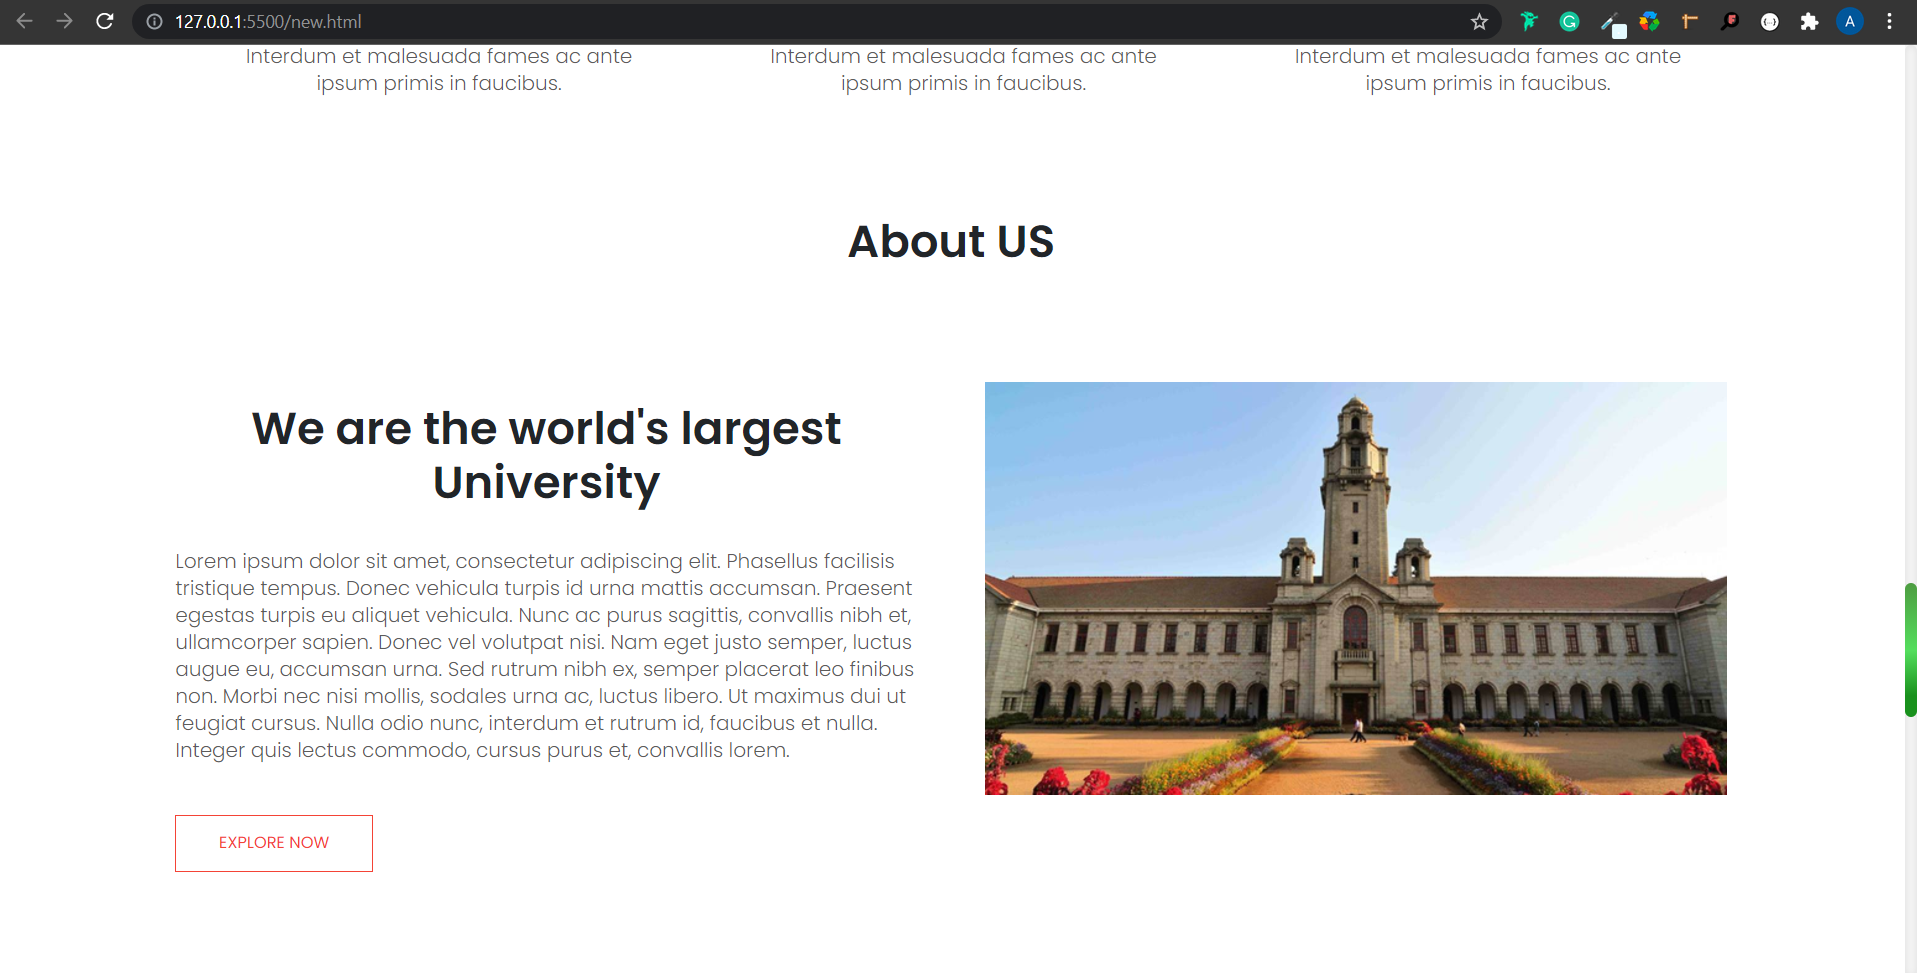 127.0.0.1:5500/new.html
A
Interdum et malesuada fames ac ante
ipsum primis in faucibus.
Interdum et malesuada fames ac ante
ipsum primis in faucibus.
Interdum et malesuada fames ac ante
ipsum primis in faucibus.
About US
We are the world's largest
University
Lorem ipsum dolor sit amet, consectetur adipiscing elit. Phasellus facilisis
tristique tempus. Donec vehicula turpis id urna mattis accumsan. Praesent
egestas turpis eu aliquet vehicula. Nunc ac purus sagittis, convallis nibh et,
ullamcorper sapien. Donec vel volutpat nisi. Nam eget justo semper, luctus
augue eu, accumsan urna. Sed rutrum nibh ex, semper placerat leo finibus
non. Morbi nec nisi mollis, sodales urna ac, luctus libero. Ut maximus dui ut
feugiat cursus. Nulla odio nunc, interdum et rutrum id, faucibus et nulla.
Integer quis lectus commodo, cursus purus et, convallis lorem.
EXPLORE NOW